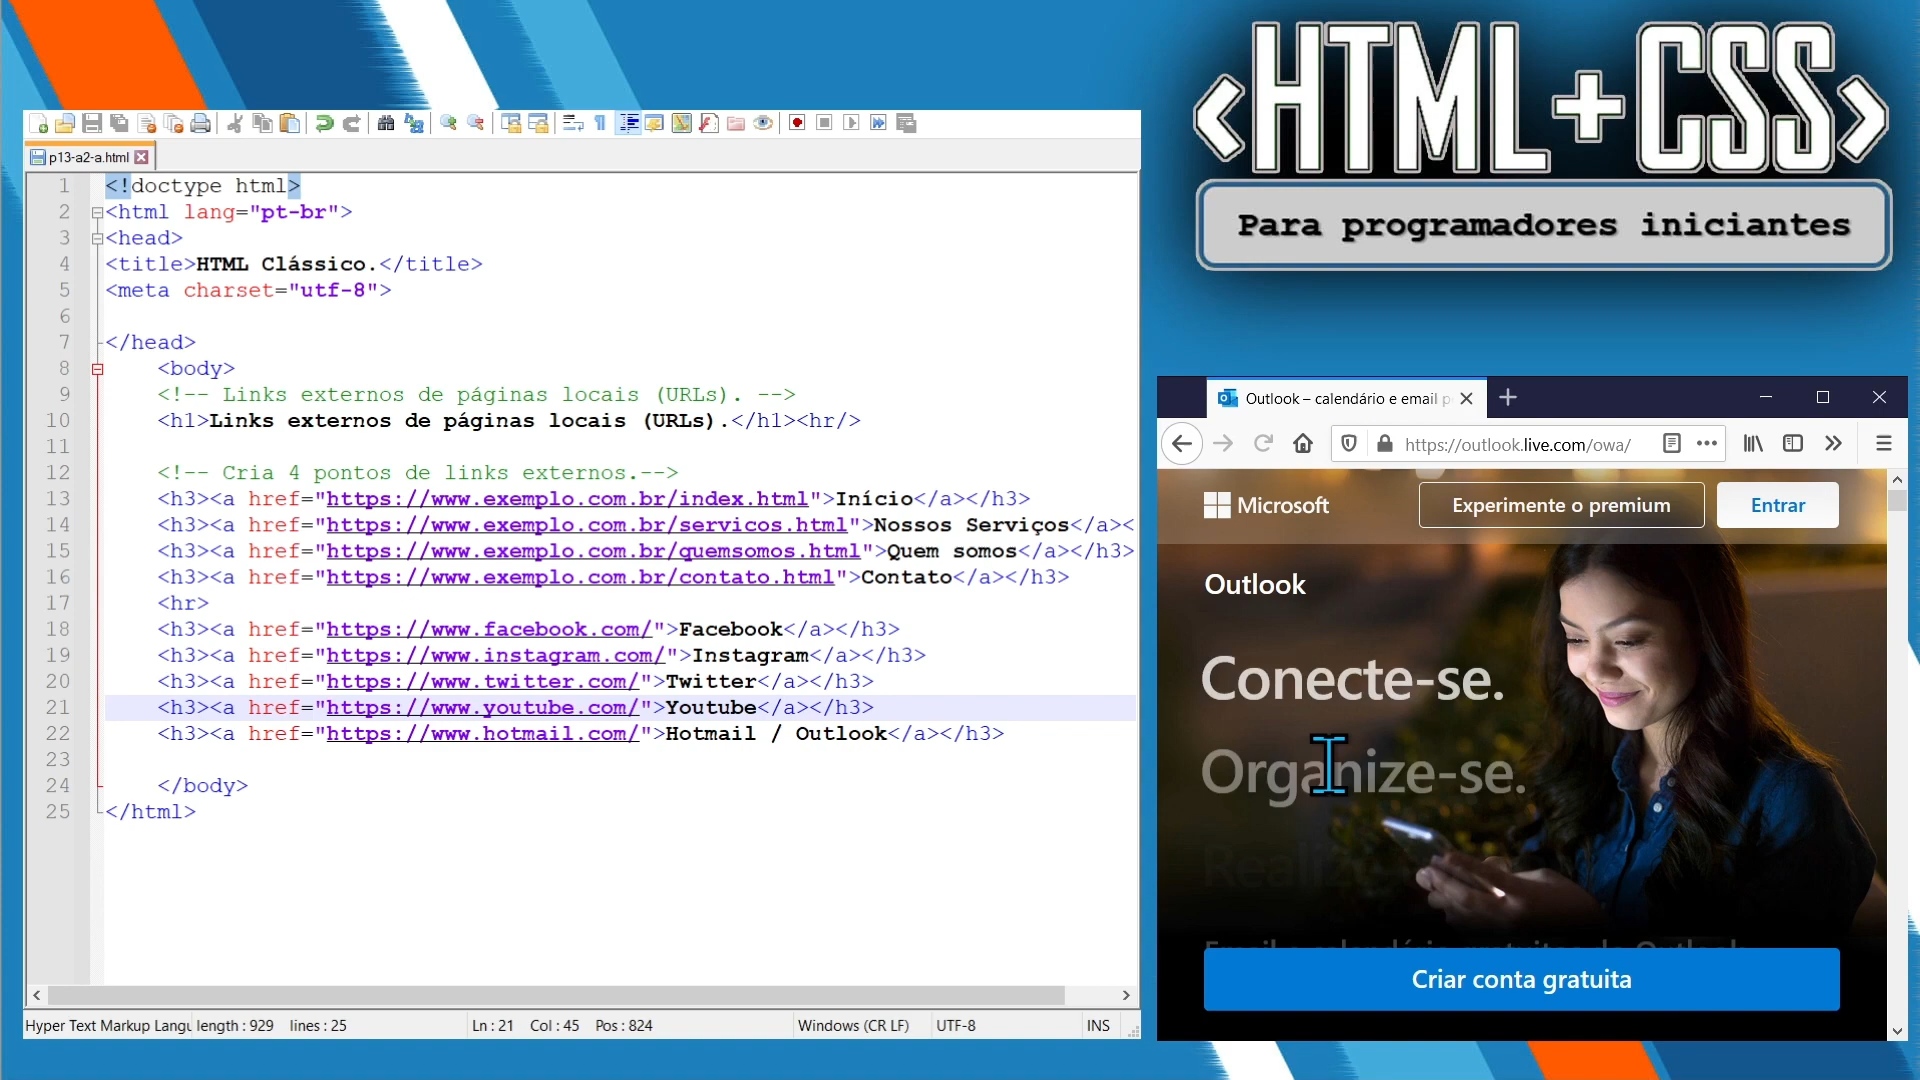 <HTML+CSS>
Para programadores iniciantes
p13-a2-a.html
1 <!doctype html>
2 <html lang="pt-br">
3 <head>
4 <title>HTML Clássico.</title>
5 <meta charset="utf-8">
6
7 </head>
8 <body>
9 <!-- Links externos de páginas locais (URLs). -->
10 <h1>Links externos de páginas locais (URLs).</h1><hr/>
11
12 <!-- Cria 4 pontos de links externos.-->
13 <h3><a href="https://www.exemplo.com.br/index.html">Início</a></h3>
14 <h3><a href="https://www.exemplo.com.br/servicos.html">Nossos Serviços</a><
15 <h3><a href="https://www.exemplo.com.br/quemsomos.html">Quem somos</a></h3>
16 <h3><a href="https://www.exemplo.com.br/contato.html">Contato</a></h3>
17 <hr>
18 <h3><a href="https://www.facebook.com/">Facebook</a></h3>
19 <h3><a href="https://www.instagram.com/">Instagram</a></h3>
20 <h3><a href="https://www.twitter.com/">Twitter</a></h3>
21 <h3><a href="https://www.youtube.com/">Youtube</a></h3>
22 <h3><a href="https://www.hotmail.com/">Hotmail / Outlook</a></h3>
23
24 </body>
25 </html>
Hyper Text Markup Langu length : 929 lines : 25 Ln : 21 Col : 45 Pos : 824 Windows (CR LF) UTF-8 INS
Outlook – calendário e email p
https://outlook.live.com/owa/
Microsoft Experimente o premium Entrar
Outlook
Conecte-se.
Organize-se.
Email e calendário gratuitos do Outlook
Criar conta gratuita